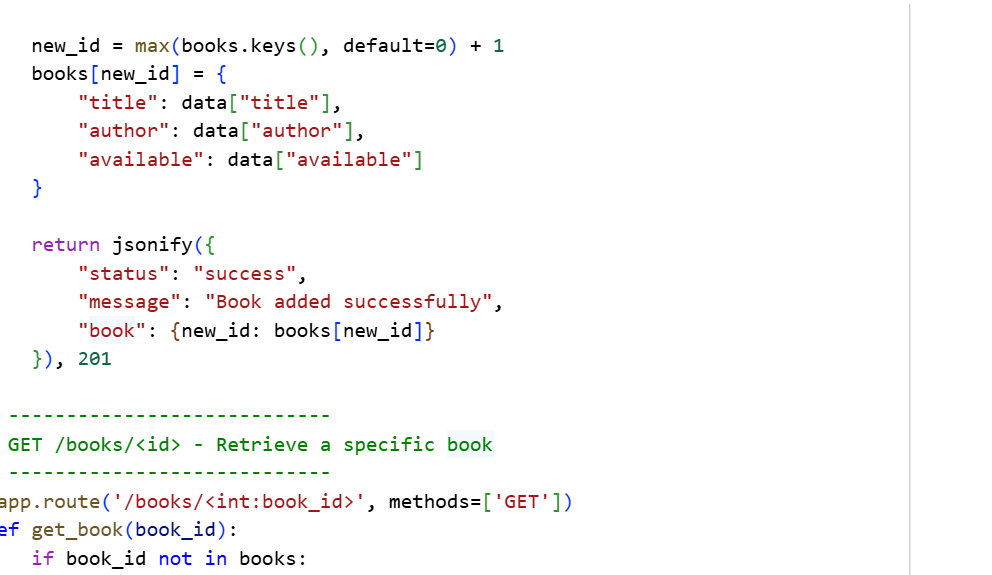 new_id = max(books.keys(), default=0) + 1
books[new_id] = {
"title": data["title"],
"author": data["author"],
"available": data["available"]
}
return jsonify({
"status": "success",
"message": "Book added successfully",
"book": {new_id: books[new_id]}
}), 201
----------------------------
GET /books/<id> - Retrieve a specific book
----------------------------
app.route('/books/<int:book_id>', methods=['GET'])
ef get_book(book_id):
if book_id not in books: